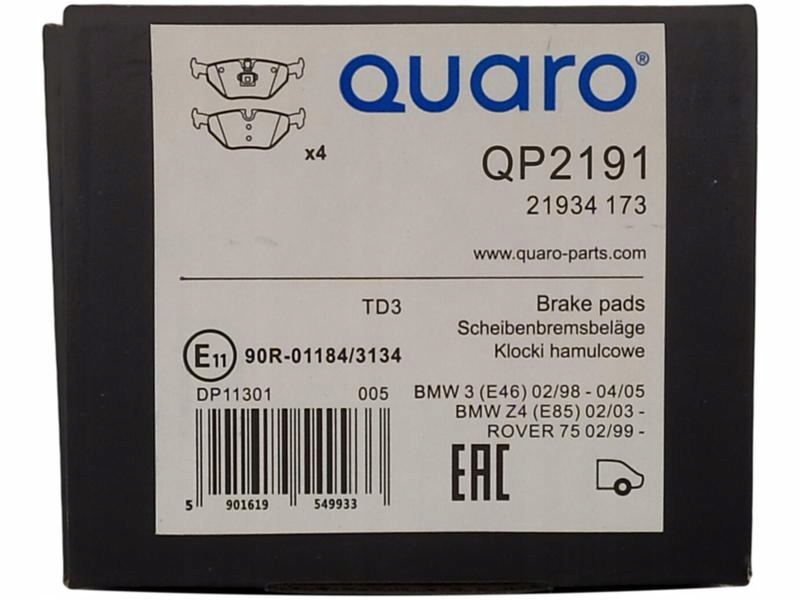 quaro®
x4
QP2191
21934 173
www.quaro-parts.com
TD3
Brake pads
Scheibenbremsbeläge
Klocki hamulcowe
E11 90R-01184/3134
DP11301 005
BMW 3 (E46) 02/98 - 04/05
BMW Z4 (E85) 02/03 -
ROVER 75 02/99 -
EAC
5 901619 549933